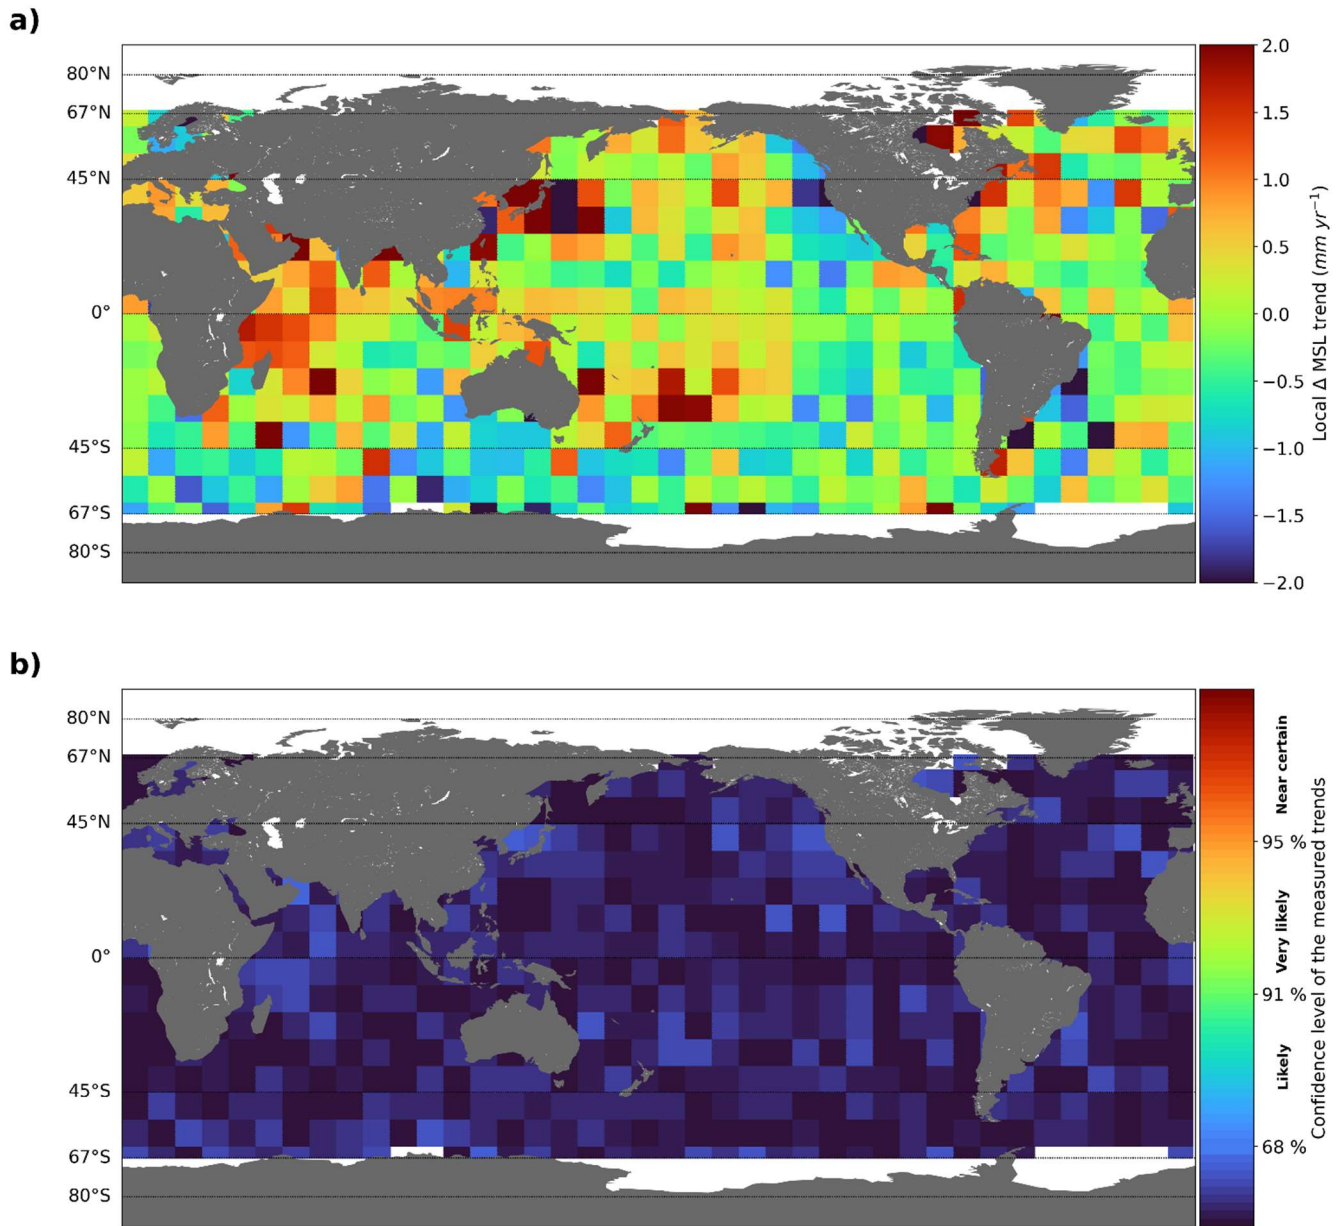 a)
80°N
67°N
45°N
0°
45°S
67°S
80°S
2.0
1.5
1.0
0.5
0.0
−0.5
−1.0
−1.5
−2.0
Local Δ MSL trend (mm yr⁻¹)
b)
80°N
67°N
45°N
0°
45°S
67°S
80°S
95 %
91 %
68 %
Likely Very likely Near certain
Confidence level of the measured trends